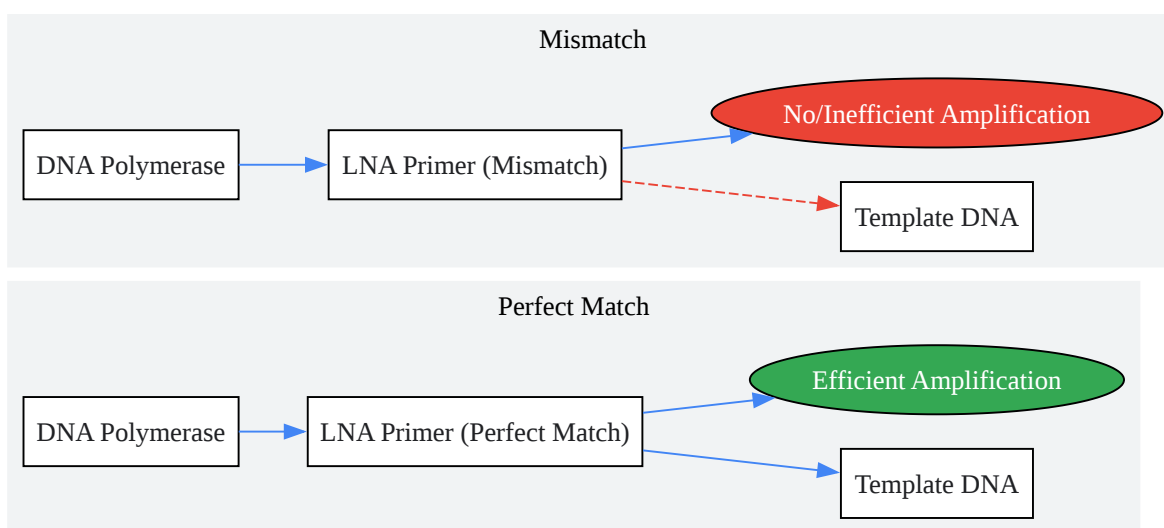 Mismatch
No/Inefficient Amplification
DNA Polymerase
LNA Primer (Mismatch)
Template DNA
Perfect Match
Efficient Amplification
DNA Polymerase
LNA Primer (Perfect Match)
Template DNA